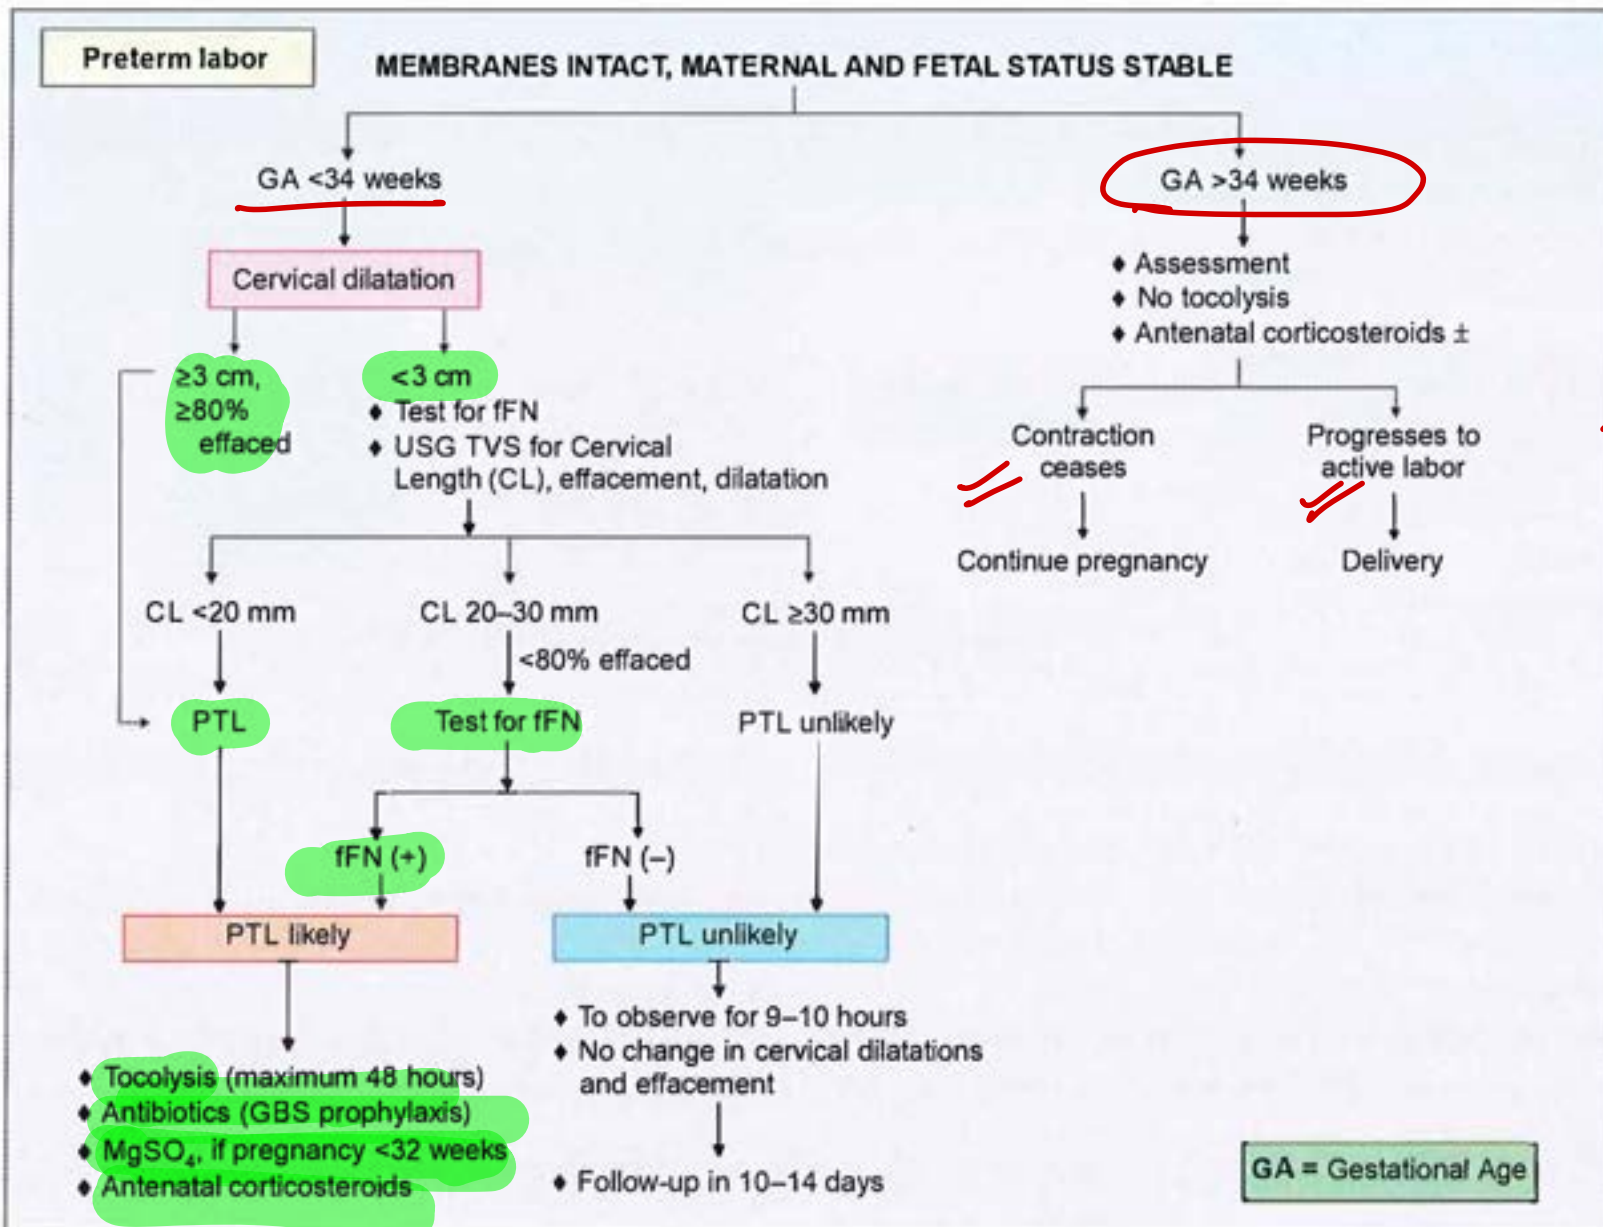 Preterm labor
MEMBRANES INTACT, MATERNAL AND FETAL STATUS STABLE
GA <34 weeks
Cervical dilatation
≥3 cm,
≥80%
effaced
<3 cm
♦ Test for fFN
♦ USG TVS for Cervical
Length (CL), effacement, dilatation
CL <20 mm
CL 20–30 mm
CL ≥30 mm
<80% effaced
PTL
Test for fFN
PTL unlikely
fFN (+)
fFN (–)
PTL likely
PTL unlikely
♦ Tocolysis (maximum 48 hours)
♦ Antibiotics (GBS prophylaxis)
♦ MgSO₄, if pregnancy <32 weeks
♦ Antenatal corticosteroids
♦ To observe for 9–10 hours
♦ No change in cervical dilatations
and effacement
♦ Follow-up in 10–14 days
GA >34 weeks
♦ Assessment
♦ No tocolysis
♦ Antenatal corticosteroids ±
Contraction
ceases
Continue pregnancy
Progresses to
active labor
Delivery
GA = Gestational Age